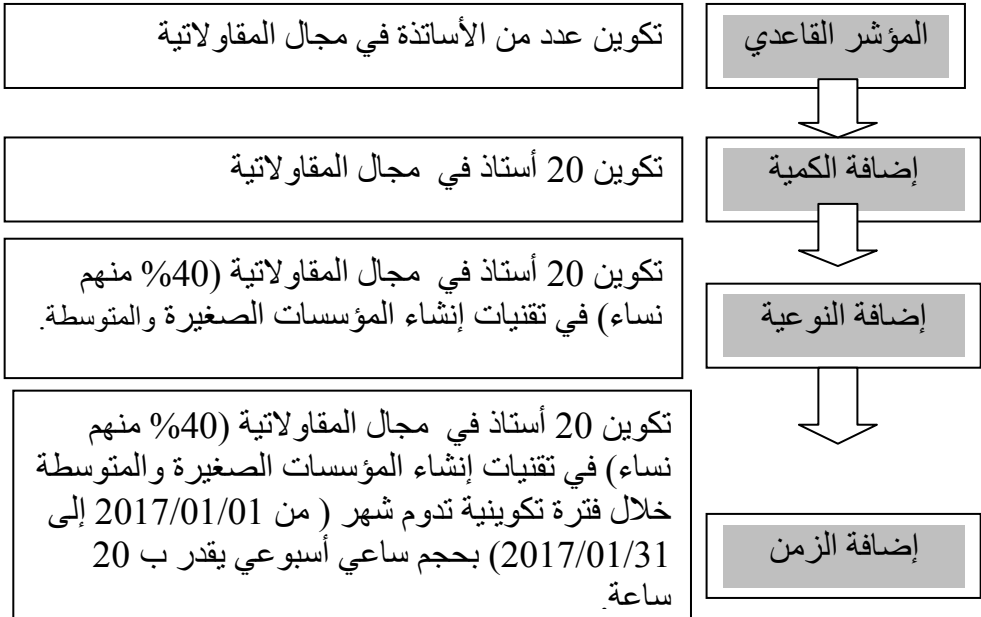 المؤشر القاعدي
تكوين عدد من الأساتذة في مجال المقاولاتية
إضافة الكمية
تكوين 20 أستاذ في مجال المقاولاتية
إضافة النوعية
تكوين 20 أستاذ في مجال المقاولاتية (40% منهم
نساء) في تقنيات إنشاء المؤسسات الصغيرة والمتوسطة.
إضافة الزمن
تكوين 20 أستاذ في مجال المقاولاتية (40% منهم
نساء) في تقنيات إنشاء المؤسسات الصغيرة والمتوسطة
خلال فترة تكوينية تدوم شهر ( من 2017/01/01 إلى
2017/01/31) بحجم ساعي أسبوعي يقدر ب 20
ساعة.